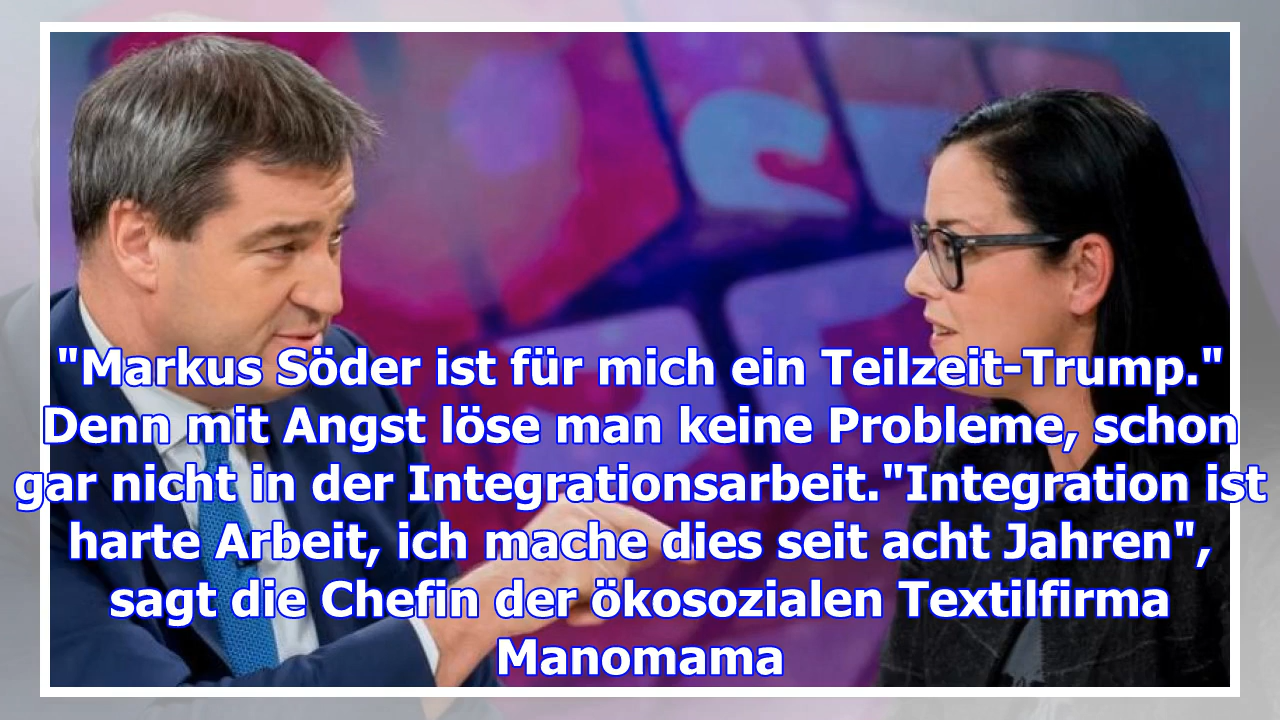 "Markus Söder ist für mich ein Teilzeit-Trump."
Denn mit Angst löse man keine Probleme, schon
gar nicht in der Integrationsarbeit."Integration ist
harte Arbeit, ich mache dies seit acht Jahren",
sagt die Chefin der ökosozialen Textilfirma
Manomama